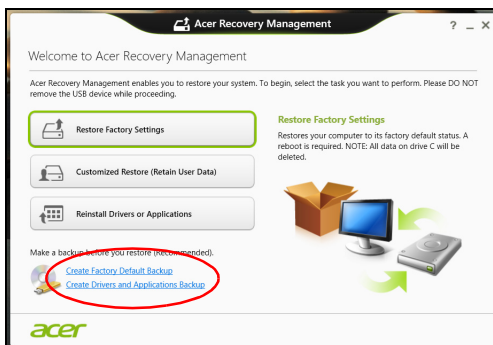 Acer Recovery Management
? _ X
Welcome to Acer Recovery Management
Acer Recovery Management enables you to restore your system. To begin, select the task you want to perform. Please DO NOT
remove the USB device while proceeding.
Restore Factory Settings
Customized Restore (Retain User Data)
Reinstall Drivers or Applications
Restore Factory Settings
Restores your computer to its factory default status. A
reboot is required. NOTE: All data on drive C will be
deleted.
Make a backup before you restore (Recommended).
Create Factory Default Backup
Create Drivers and Applications Backup
acer